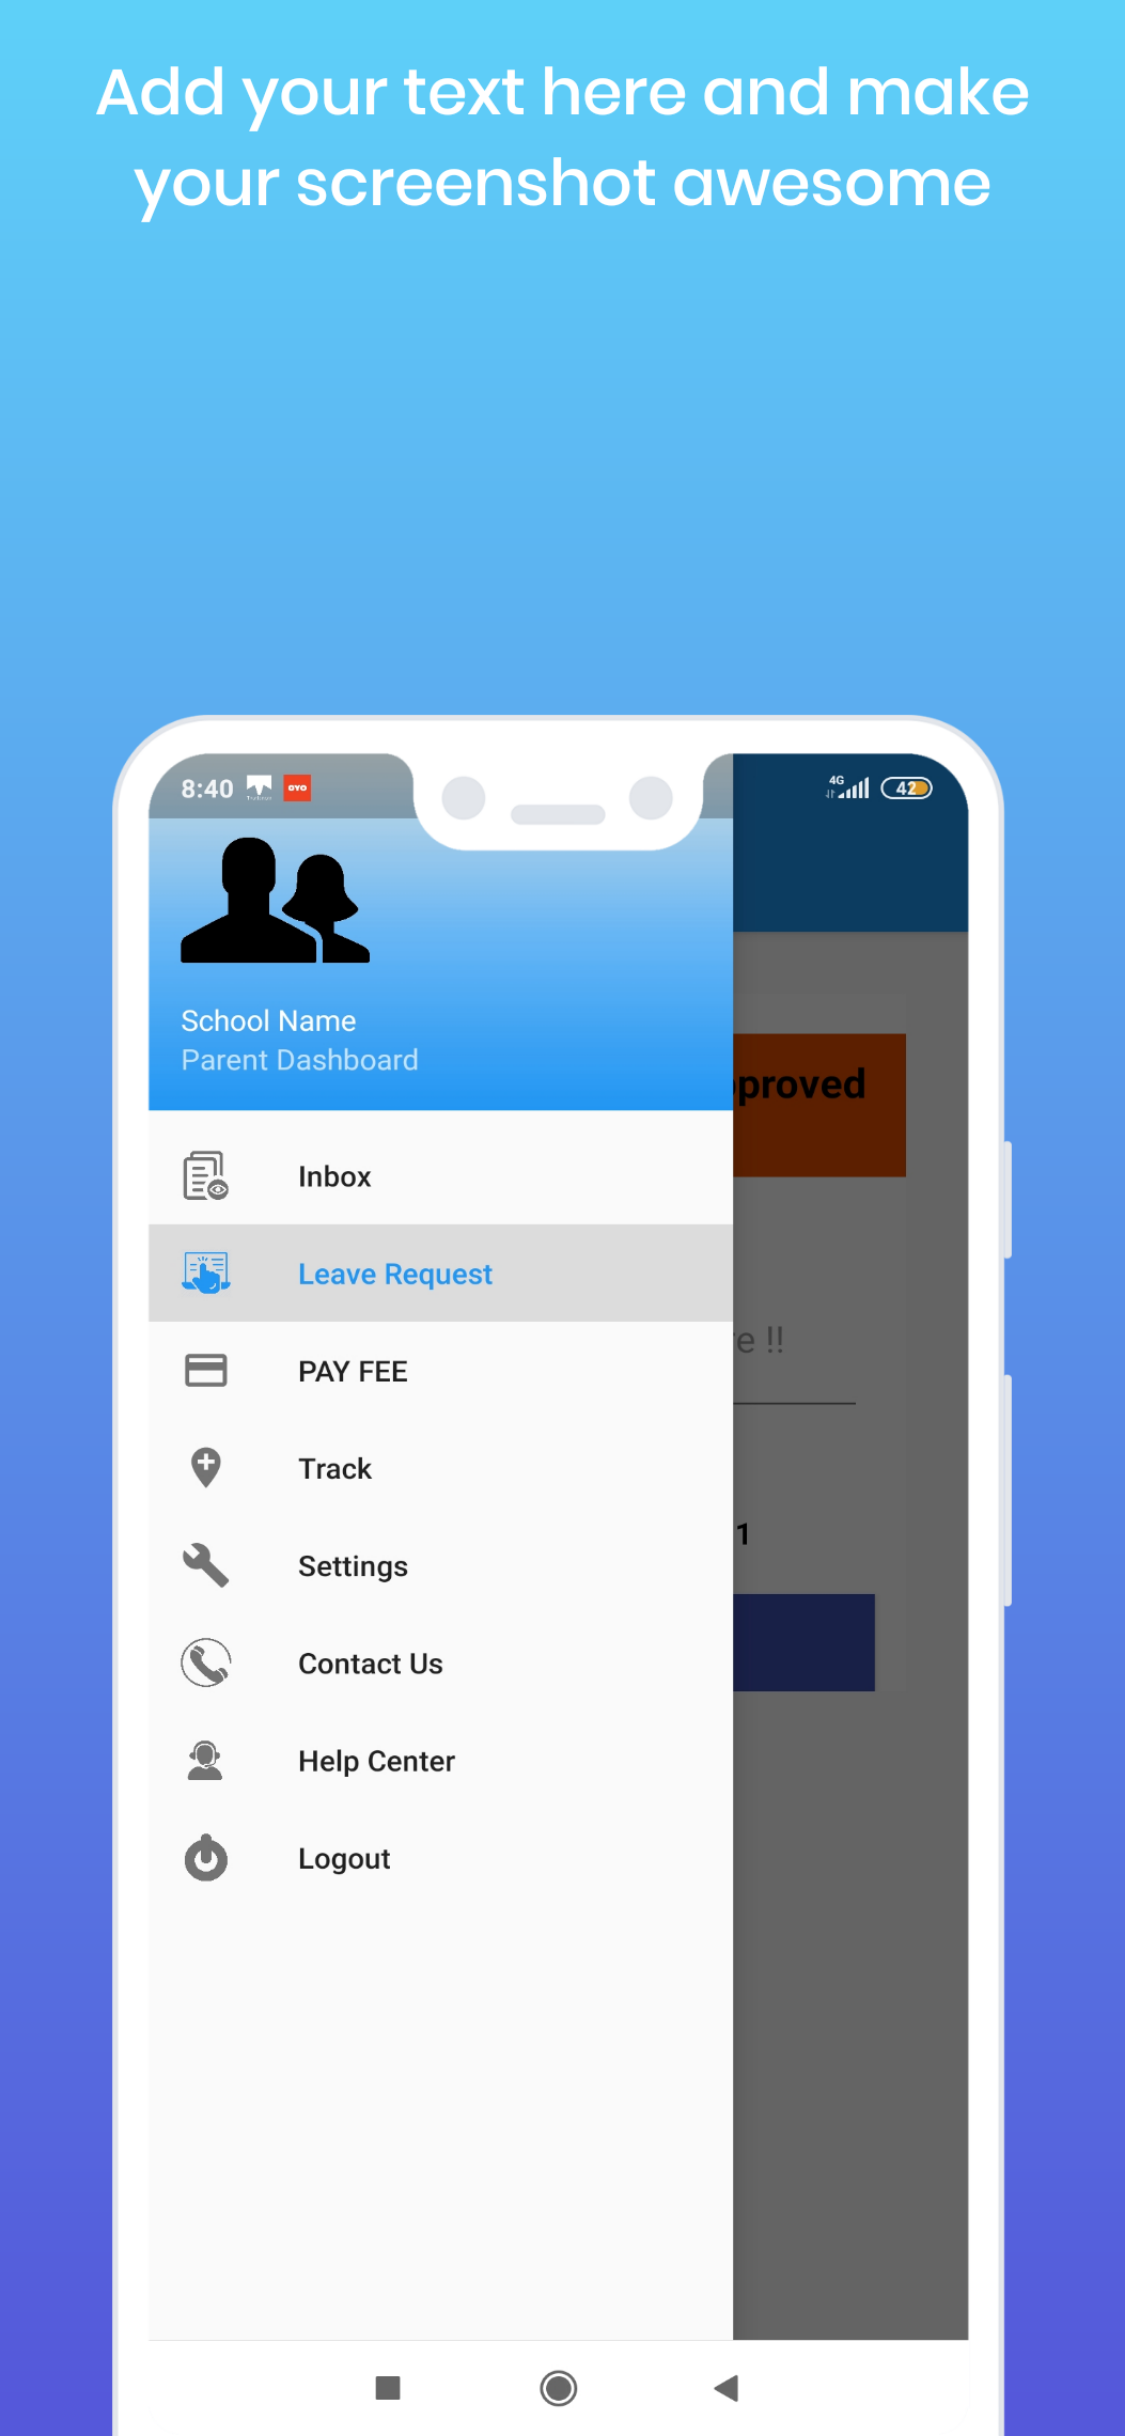 Add your text here and make
your screenshot awesome
8:40
OYO
4G
42
School Name
Parent Dashboard
proved
Inbox
Leave Request
e !!
PAY FEE
Track
1
Settings
Contact Us
Help Center
Logout